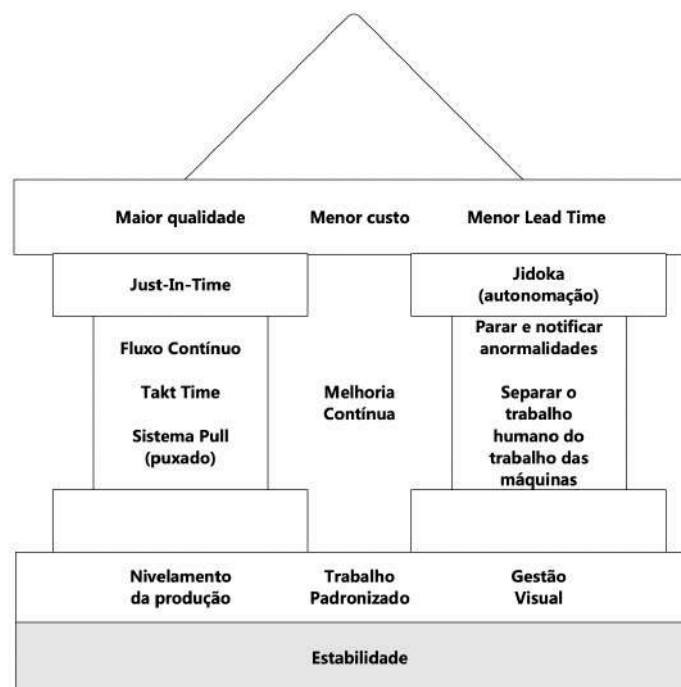 Maior qualidade
Menor custo
Menor Lead Time
Just-In-Time
Fluxo Contínuo
Takt Time
Sistema Pull
(puxado)
Melhoria
Contínua
Jidoka
(autonomação)
Parar e notificar
anormalidades
Separar o
trabalho
humano do
trabalho das
máquinas
Nivelamento
da produção
Trabalho
Padronizado
Gestão
Visual
Estabilidade